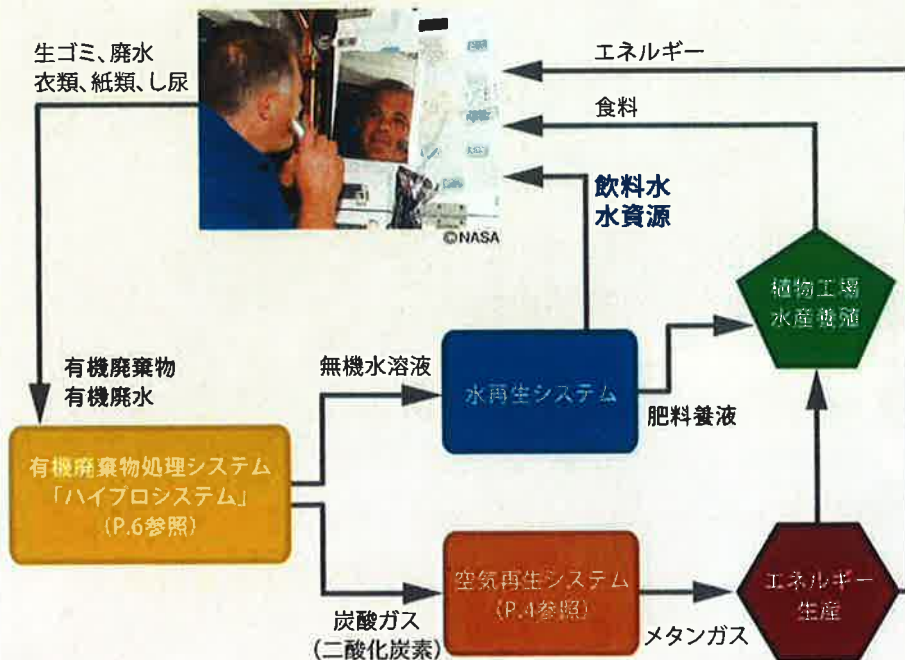 生ゴミ、廃水
衣類、紙類、し尿
エネルギー
食料
飲料水
水資源
©NASA
植物工場
水産養殖
有機廃棄物
有機廃水
無機水溶液
水再生システム
肥料養液
有機廃棄物処理システム
「ハイプロシステム」
(P.6参照)
空気再生システム
(P.4参照)
エネルギー
生産
炭酸ガス
(二酸化炭素)
メタンガス